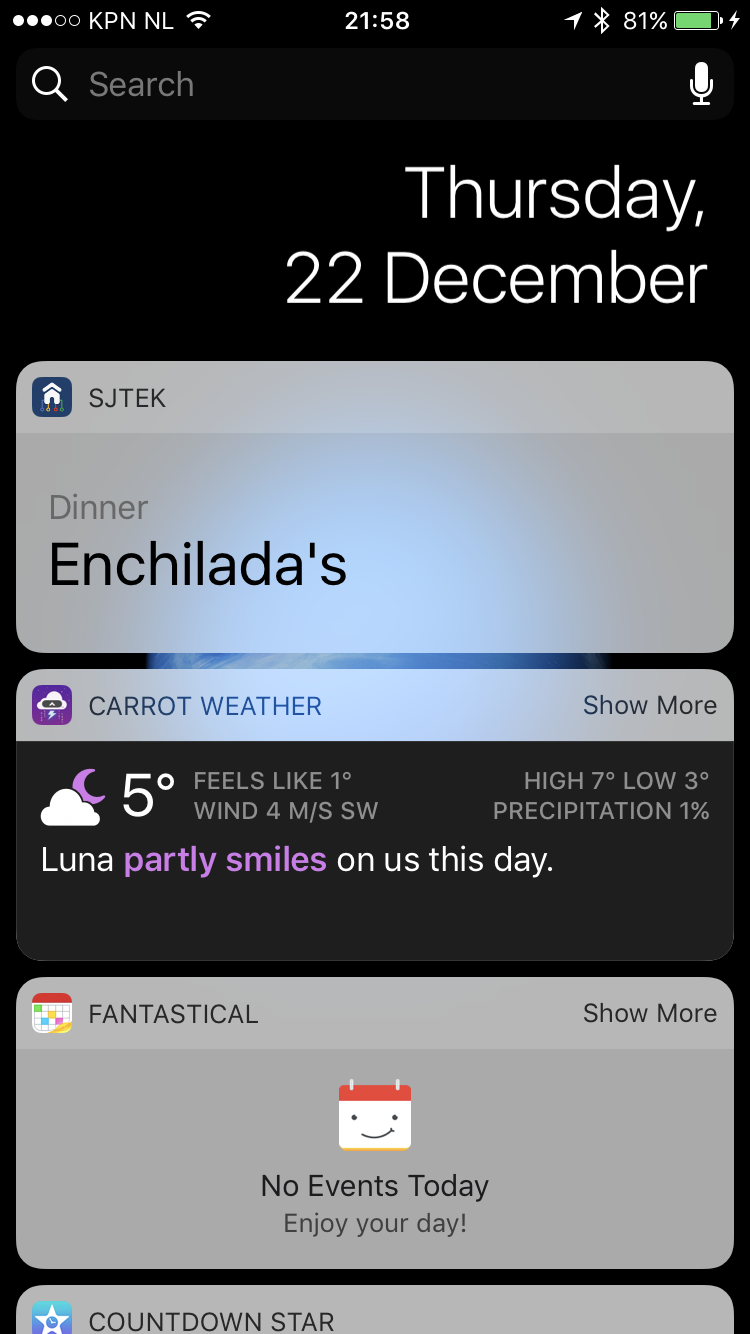 KPN NL 21:58 81%
Search
Thursday,
22 December
SJTEK
Dinner
Enchilada's
CARROT WEATHER Show More
5° FEELS LIKE 1° HIGH 7° LOW 3°
WIND 4 M/S SW PRECIPITATION 1%
Luna partly smiles on us this day.
FANTASTICAL Show More
No Events Today
Enjoy your day!
COUNTDOWN STAR